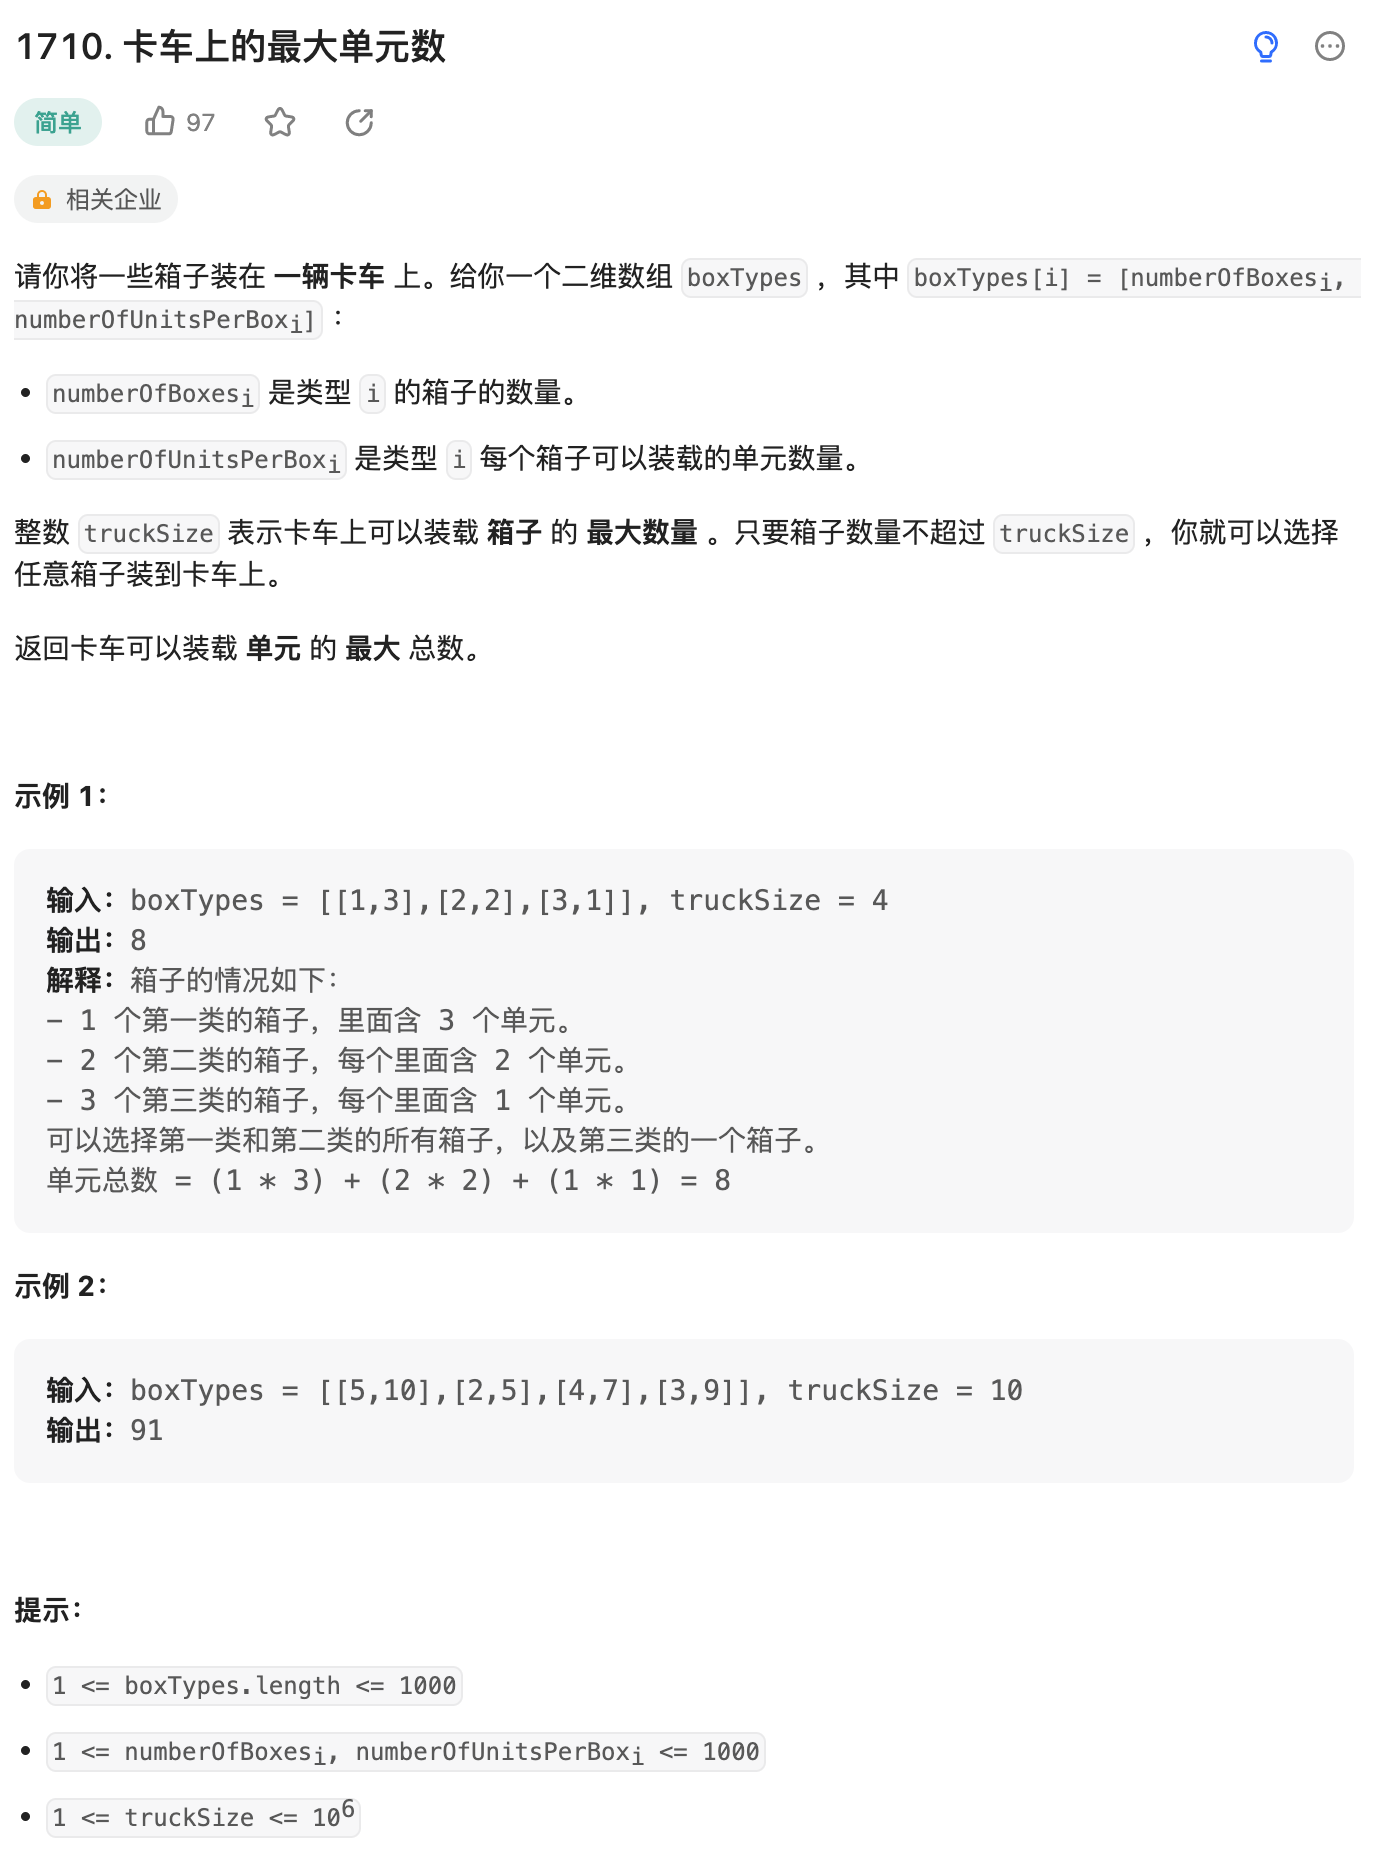 1710. 卡车上的最大单元数
简单 97
相关企业
请你将一些箱子装在 一辆卡车 上。给你一个二维数组 boxTypes ，其中 boxTypes[i] = [numberOfBoxesi,
numberOfUnitsPerBoxi] ：
• numberOfBoxesi 是类型 i 的箱子的数量。
• numberOfUnitsPerBoxi 是类型 i 每个箱子可以装载的单元数量。
整数 truckSize 表示卡车上可以装载 箱子 的 最大数量 。只要箱子数量不超过 truckSize ，你就可以选择
任意箱子装到卡车上。
返回卡车可以装载 单元 的 最大 总数。
示例 1：
输入：boxTypes = [[1,3],[2,2],[3,1]], truckSize = 4
输出：8
解释：箱子的情况如下：
- 1 个第一类的箱子，里面含 3 个单元。
- 2 个第二类的箱子，每个里面含 2 个单元。
- 3 个第三类的箱子，每个里面含 1 个单元。
可以选择第一类和第二类的所有箱子，以及第三类的一个箱子。
单元总数 = (1 * 3) + (2 * 2) + (1 * 1) = 8
示例 2：
输入：boxTypes = [[5,10],[2,5],[4,7],[3,9]], truckSize = 10
输出：91
提示：
• 1 <= boxTypes.length <= 1000
• 1 <= numberOfBoxesi, numberOfUnitsPerBoxi <= 1000
• 1 <= truckSize <= 10^6